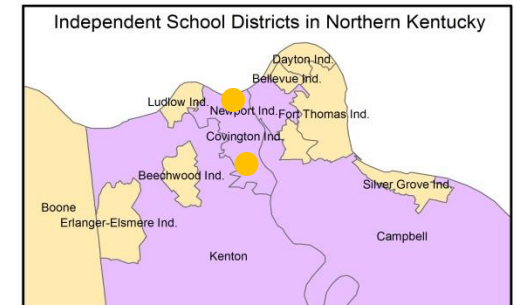 Independent School Districts in Northern Kentucky
Dayton Ind.
Bellevue Ind.
Ludlow Ind.
Newport Ind.
Fort Thomas Ind.
Covington Ind.
Beechwood Ind.
Silver Grove Ind.
Boone
Erlanger-Elsmere Ind.
Campbell
Kenton